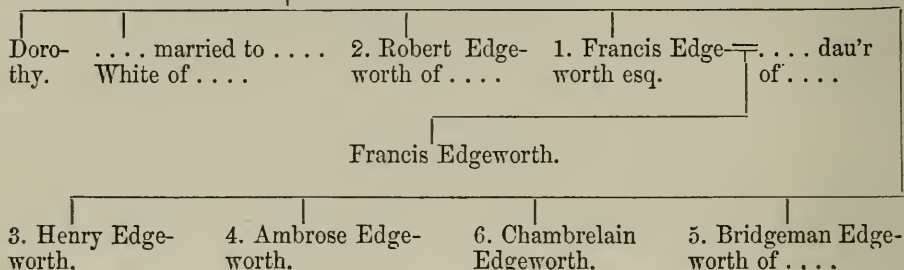 Doro- . . . . married to . . . . 2. Robert Edge- 1. Francis Edge- . . . . dau'r
thy. White of . . . . worth of . . . . worth esq. of . . . .
Francis Edgeworth.
3. Henry Edge- 4. Ambrose Edge- 6. Chambrelain 5. Bridgeman Edge-
worth. worth. Edgeworth. worth of . . . .